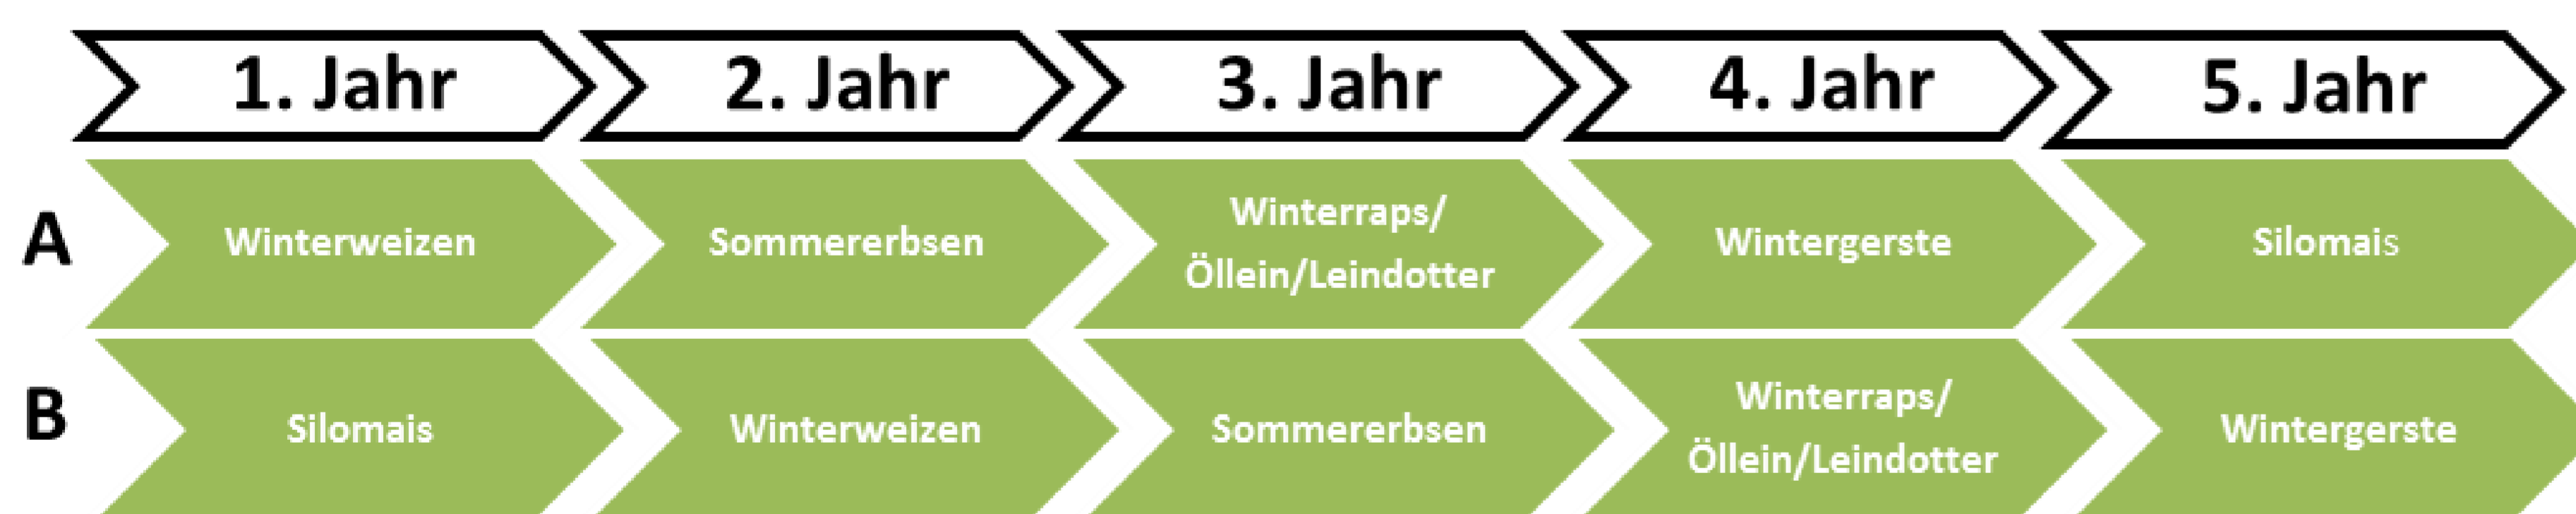 1. Jahr 2. Jahr 3. Jahr 4. Jahr 5. Jahr
A
Winterweizen
Sommererbsen
Winterraps/
Öllein/Leindotter
Wintergerste
Silomais
B
Silomais
Winterweizen
Sommererbsen
Winterraps/
Öllein/Leindotter
Wintergerste